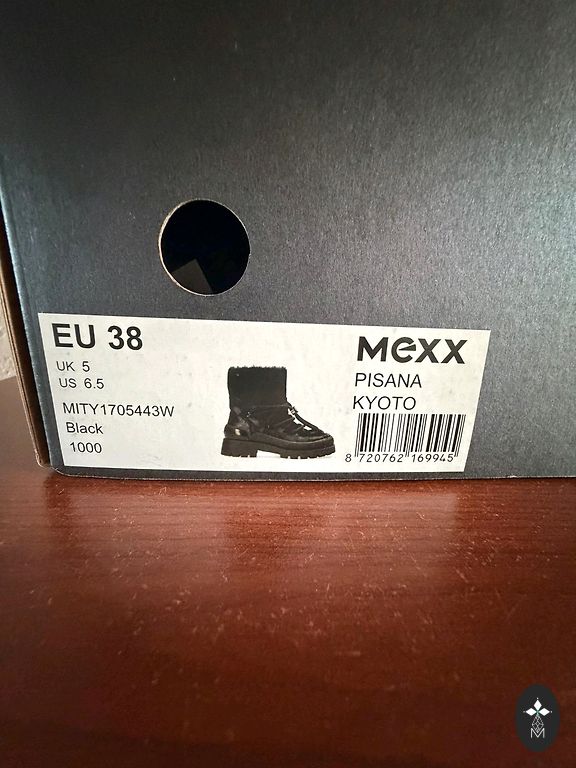 EU 38
UK 5
US 6.5
MITY1705443W
Black
1000
MEXX
PISANA
KYOTO
8 720762 169945
M